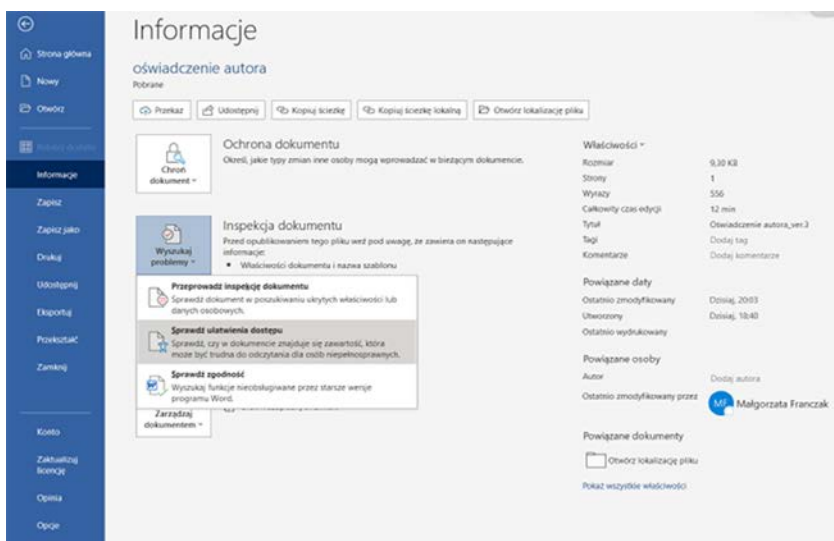 Strona główna
Nowy
Otwórz
Informacje
Zapisz
Zapisz jako
Drukuj
Udostępnij
Eksportuj
Przekształć
Zamknij
Konto
Zaktualizuj
licencję
Opinia
Opcje
Informacje
oświadczenie autora
Pobrane
Przekaż
Udostępnij
Kopiuj ścieżkę
Kopiuj ścieżkę lokalną
Otwórz lokalizację pliku
Chroń
dokument
Ochrona dokumentu
Określ, jakie typy zmian inne osoby mogą wprowadzać w bieżącym dokumencie.
Wyszukaj
problemy
Inspekcja dokumentu
Przed opublikowaniem tego pliku weź pod uwagę, że zawiera on następujące
informacje:
Właściwości dokumentu i nazwa szablonu
Przeprowadź inspekcję dokumentu
Sprawdź dokument w poszukiwaniu ukrytych właściwości lub
danych osobowych.
Sprawdź ułatwienia dostępu
Sprawdź, czy w dokumencie znajduje się zawartość, która
może być trudna do odczytania dla osób niepełnosprawnych.
Sprawdź zgodność
Wyszukaj funkcje nieobsługiwane przez starsze wersje
programu Word.
Zarządzaj
dokumentem
Właściwości
Rozmiar 9,30 KB
Strony 1
Wyrazy 556
Całkowity czas edycji 12 min
Tytuł Oświadczenie autora_ver.3
Tagi Dodaj tag
Komentarze Dodaj komentarze
Powiązane daty
Ostatnio zmodyfikowany Dzisiaj, 20:03
Utworzony Dzisiaj, 18:40
Ostatnio wydrukowany
Powiązane osoby
Autor Dodaj autora
Ostatnio zmodyfikowany przez MF Małgorzata Franczak
Powiązane dokumenty
Otwórz lokalizację pliku
Pokaż wszystkie właściwości